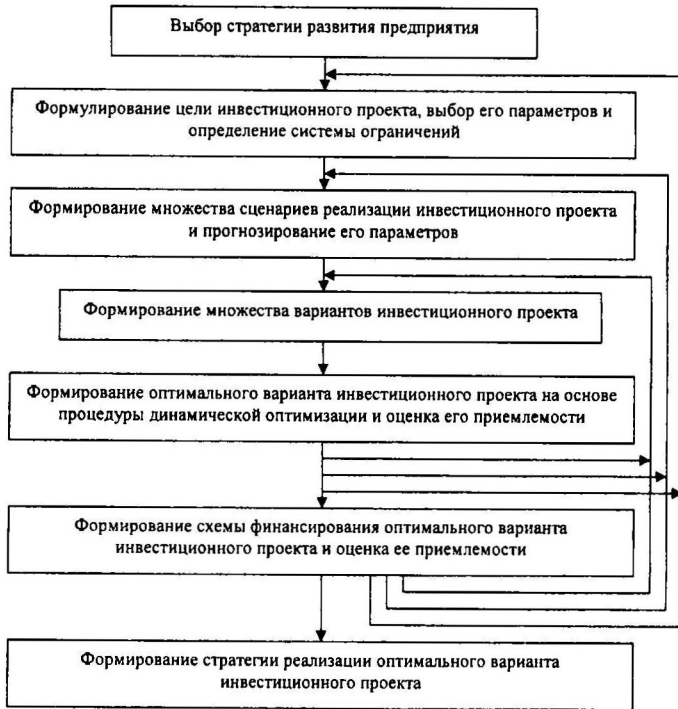 Выбор стратегии развития предприятия
Формулирование цели инвестиционного проекта, выбор его параметров и
определение системы ограничений
Формирование множества сценариев реализации инвестиционного проекта
и прогнозирование его параметров
Формирование множества вариантов инвестиционного проекта
Формирование оптимального варианта инвестиционного проекта на основе
процедуры динамической оптимизации и оценка его приемлемости
Формирование схемы финансирования оптимального варианта
инвестиционного проекта и оценка ее приемлемости
Формирование стратегии реализации оптимального варианта
инвестиционного проекта